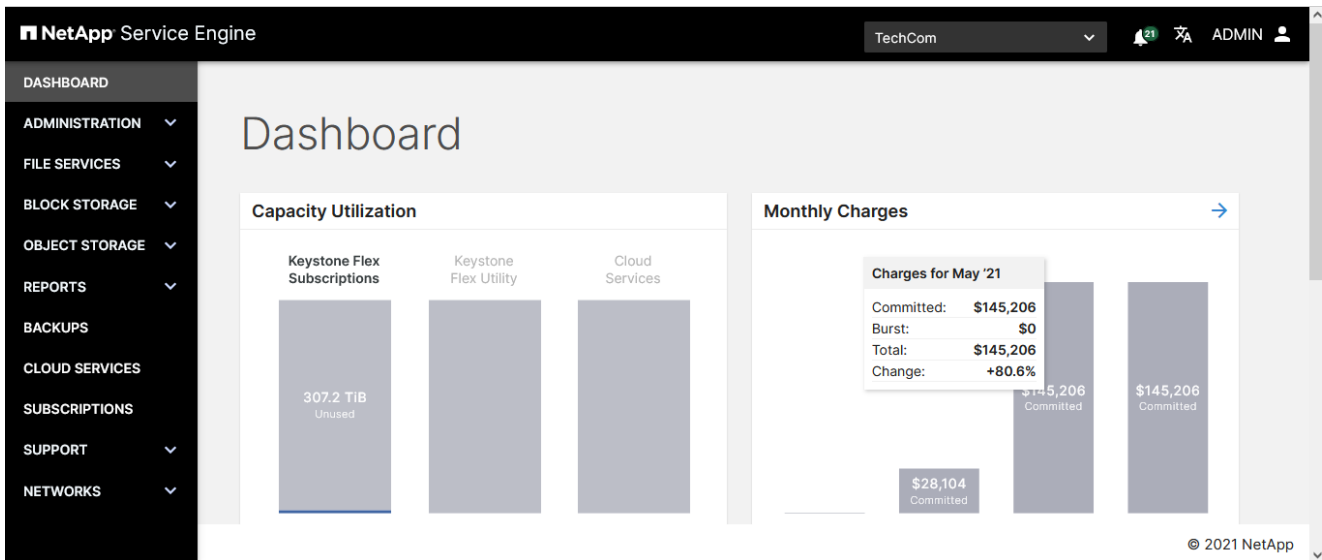 NetApp Service Engine
TechCom
21
ADMIN
DASHBOARD
ADMINISTRATION
FILE SERVICES
BLOCK STORAGE
OBJECT STORAGE
REPORTS
BACKUPS
CLOUD SERVICES
SUBSCRIPTIONS
SUPPORT
NETWORKS
Dashboard
Capacity Utilization
Keystone Flex
Subscriptions
Keystone
Flex Utility
Cloud
Services
307.2 TiB
Unused
Monthly Charges
Charges for May '21
Committed: $145,206
Burst: $0
Total: $145,206
Change: +80.6%
$28,104
Committed
$145,206
Committed
$145,206
Committed
© 2021 NetApp